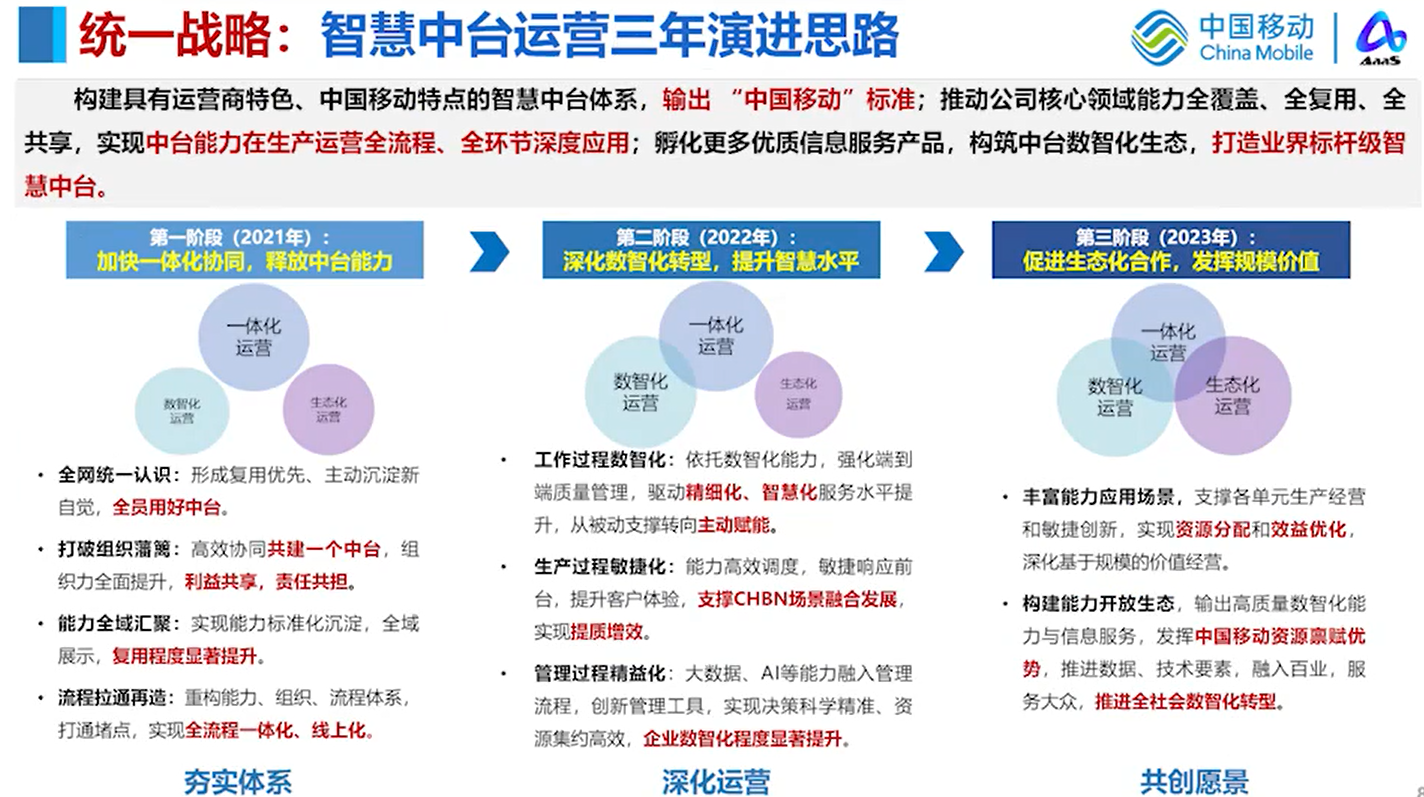 统一战略：智慧中台运营三年演进思路
中国移动
China Mobile
AaaS
构建具有运营商特色、中国移动特点的智慧中台体系，输出 “中国移动”标准；推动公司核心领域能力全覆盖、全复用、全
共享，实现中台能力在生产运营全流程、全环节深度应用；孵化更多优质信息服务产品，构筑中台数智化生态，打造业界标杆级智
慧中台。
第一阶段（2021年）：
加快一体化协同，释放中台能力
一体化
运营
数智化
运营
生态化
运营
• 全网统一认识：形成复用优先、主动沉淀新
自觉，全员用好中台。
• 打破组织藩篱：高效协同共建一个中台，组
织力全面提升，利益共享，责任共担。
• 能力全域汇聚：实现能力标准化沉淀，全域
展示，复用程度显著提升。
• 流程拉通再造：重构能力、组织、流程体系，
打通堵点，实现全流程一体化、线上化。
夯实体系
第二阶段（2022年）：
深化数智化转型，提升智慧水平
一体化
运营
数智化
运营
生态化
运营
• 工作过程数智化：依托数智化能力，强化端到
端质量管理，驱动精细化、智慧化服务水平提
升，从被动支撑转向主动赋能。
• 生产过程敏捷化：能力高效调度，敏捷响应前
台，提升客户体验，支撑CHBN场景融合发展，
实现提质增效。
• 管理过程精益化：大数据、AI等能力融入管理
流程，创新管理工具，实现决策科学精准、资
源集约高效，企业数智化程度显著提升。
深化运营
第三阶段（2023年）：
促进生态化合作，发挥规模价值
一体化
运营
数智化
运营
生态化
运营
• 丰富能力应用场景，支撑各单元生产经营
和敏捷创新，实现资源分配和效益优化，
深化基于规模的价值经营。
• 构建能力开放生态，输出高质量数智化能
力与信息服务，发挥中国移动资源禀赋优
势，推进数据、技术要素，融入百业，服
务大众，推进全社会数智化转型。
共创愿景